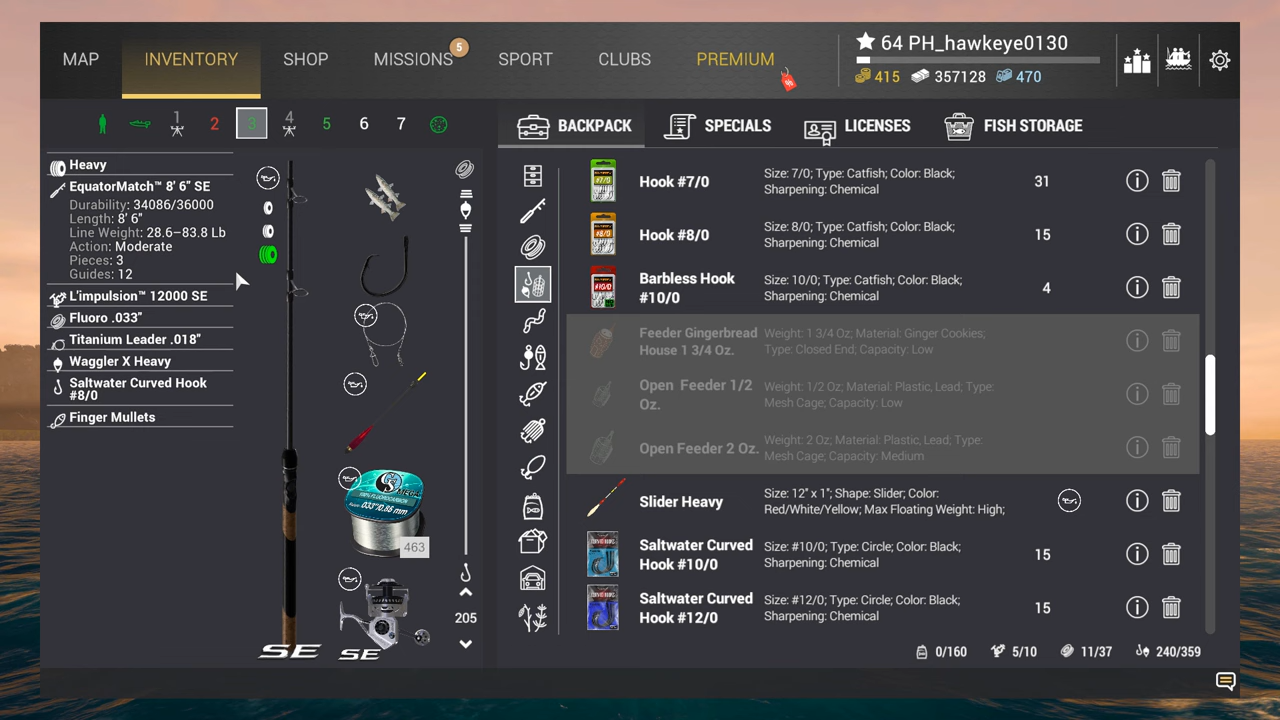 MAP INVENTORY SHOP MISSIONS 5 SPORT CLUBS PREMIUM
64 PH_hawkeye0130
415 357128 470
1 2 3 4 5 6 7
BACKPACK SPECIALS LICENSES FISH STORAGE
Heavy
EquatorMatch™ 8' 6" SE
Durability: 34086/36000
Length: 8' 6"
Line Weight: 28.6–83.8 Lb
Action: Moderate
Pieces: 3
Guides: 12
L'impulsion™ 12000 SE
Fluoro .033"
Titanium Leader .018"
Waggler X Heavy
Saltwater Curved Hook
#8/0
Finger Mullets
463
205
SE SE
Hook #7/0
Size: 7/0; Type: Catfish; Color: Black;
Sharpening: Chemical
31
Hook #8/0
Size: 8/0; Type: Catfish; Color: Black;
Sharpening: Chemical
15
Barbless Hook
#10/0
Size: 10/0; Type: Catfish; Color: Black;
Sharpening: Chemical
4
Feeder Gingerbread
House 1 3/4 Oz.
Weight: 1 3/4 Oz; Material: Ginger Cookies;
Type: Closed End; Capacity: Low
Open Feeder 1/2
Oz.
Weight: 1/2 Oz; Material: Plastic, Lead; Type:
Mesh Cage; Capacity: Low
Open Feeder 2 Oz.
Weight: 2 Oz; Material: Plastic, Lead; Type:
Mesh Cage; Capacity: Medium
Slider Heavy
Size: 12" x 1"; Shape: Slider; Color:
Red/White/Yellow; Max Floating Weight: High;
Saltwater Curved
Hook #10/0
Size: #10/0; Type: Circle; Color: Black;
Sharpening: Chemical
15
Saltwater Curved
Hook #12/0
Size: #12/0; Type: Circle; Color: Black;
Sharpening: Chemical
15
0/160 5/10 11/37 240/359